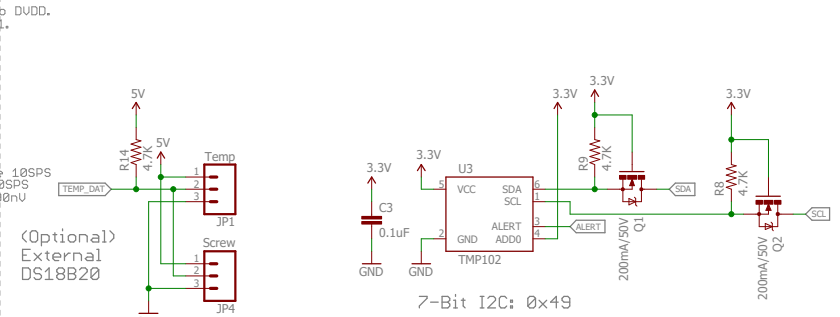 o DVDD.
1.
10SPS
0SPS
30nV
5V
R14
4.7K
5V
TEMP_DAT
Temp
1
2
3
JP1
(Optional)
External
DS18B20
Screw
1
2
3
JP4
3.3V
C3
0.1uF
GND
3.3V
GND
U3
5
VCC
SDA
6
SCL
1
ALERT
3
2
GND
ADD0
4
TMP102
ALERT
7-Bit I2C: 0x49
3.3V
3.3V
R9
4.7K
200mA/50V
Q1
SDA
3.3V
R8
4.7K
200mA/50V
Q2
SCL